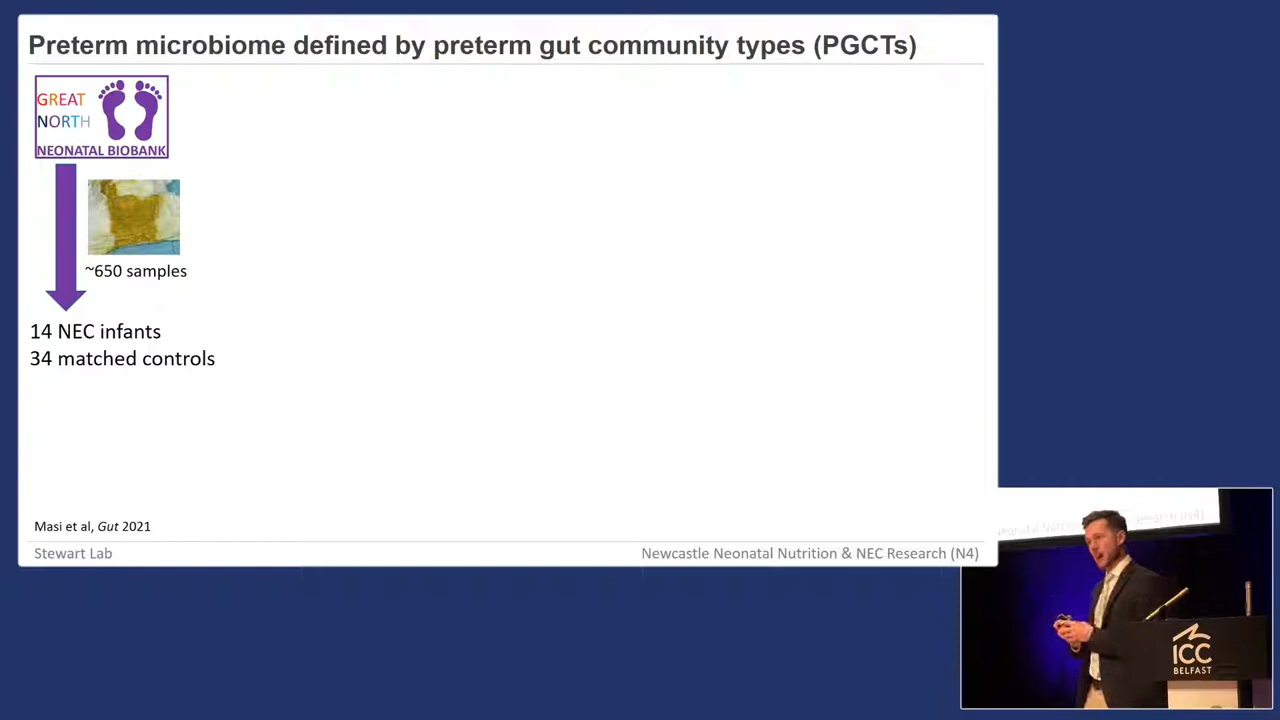 Preterm microbiome defined by preterm gut community types (PGCTs)
GREAT
NORTH
NEONATAL BIOBANK
~650 samples
14 NEC infants
34 matched controls
Masi et al, Gut 2021
Stewart Lab
Newcastle Neonatal Nutrition & NEC Research (N4)
ICC
BELFAST